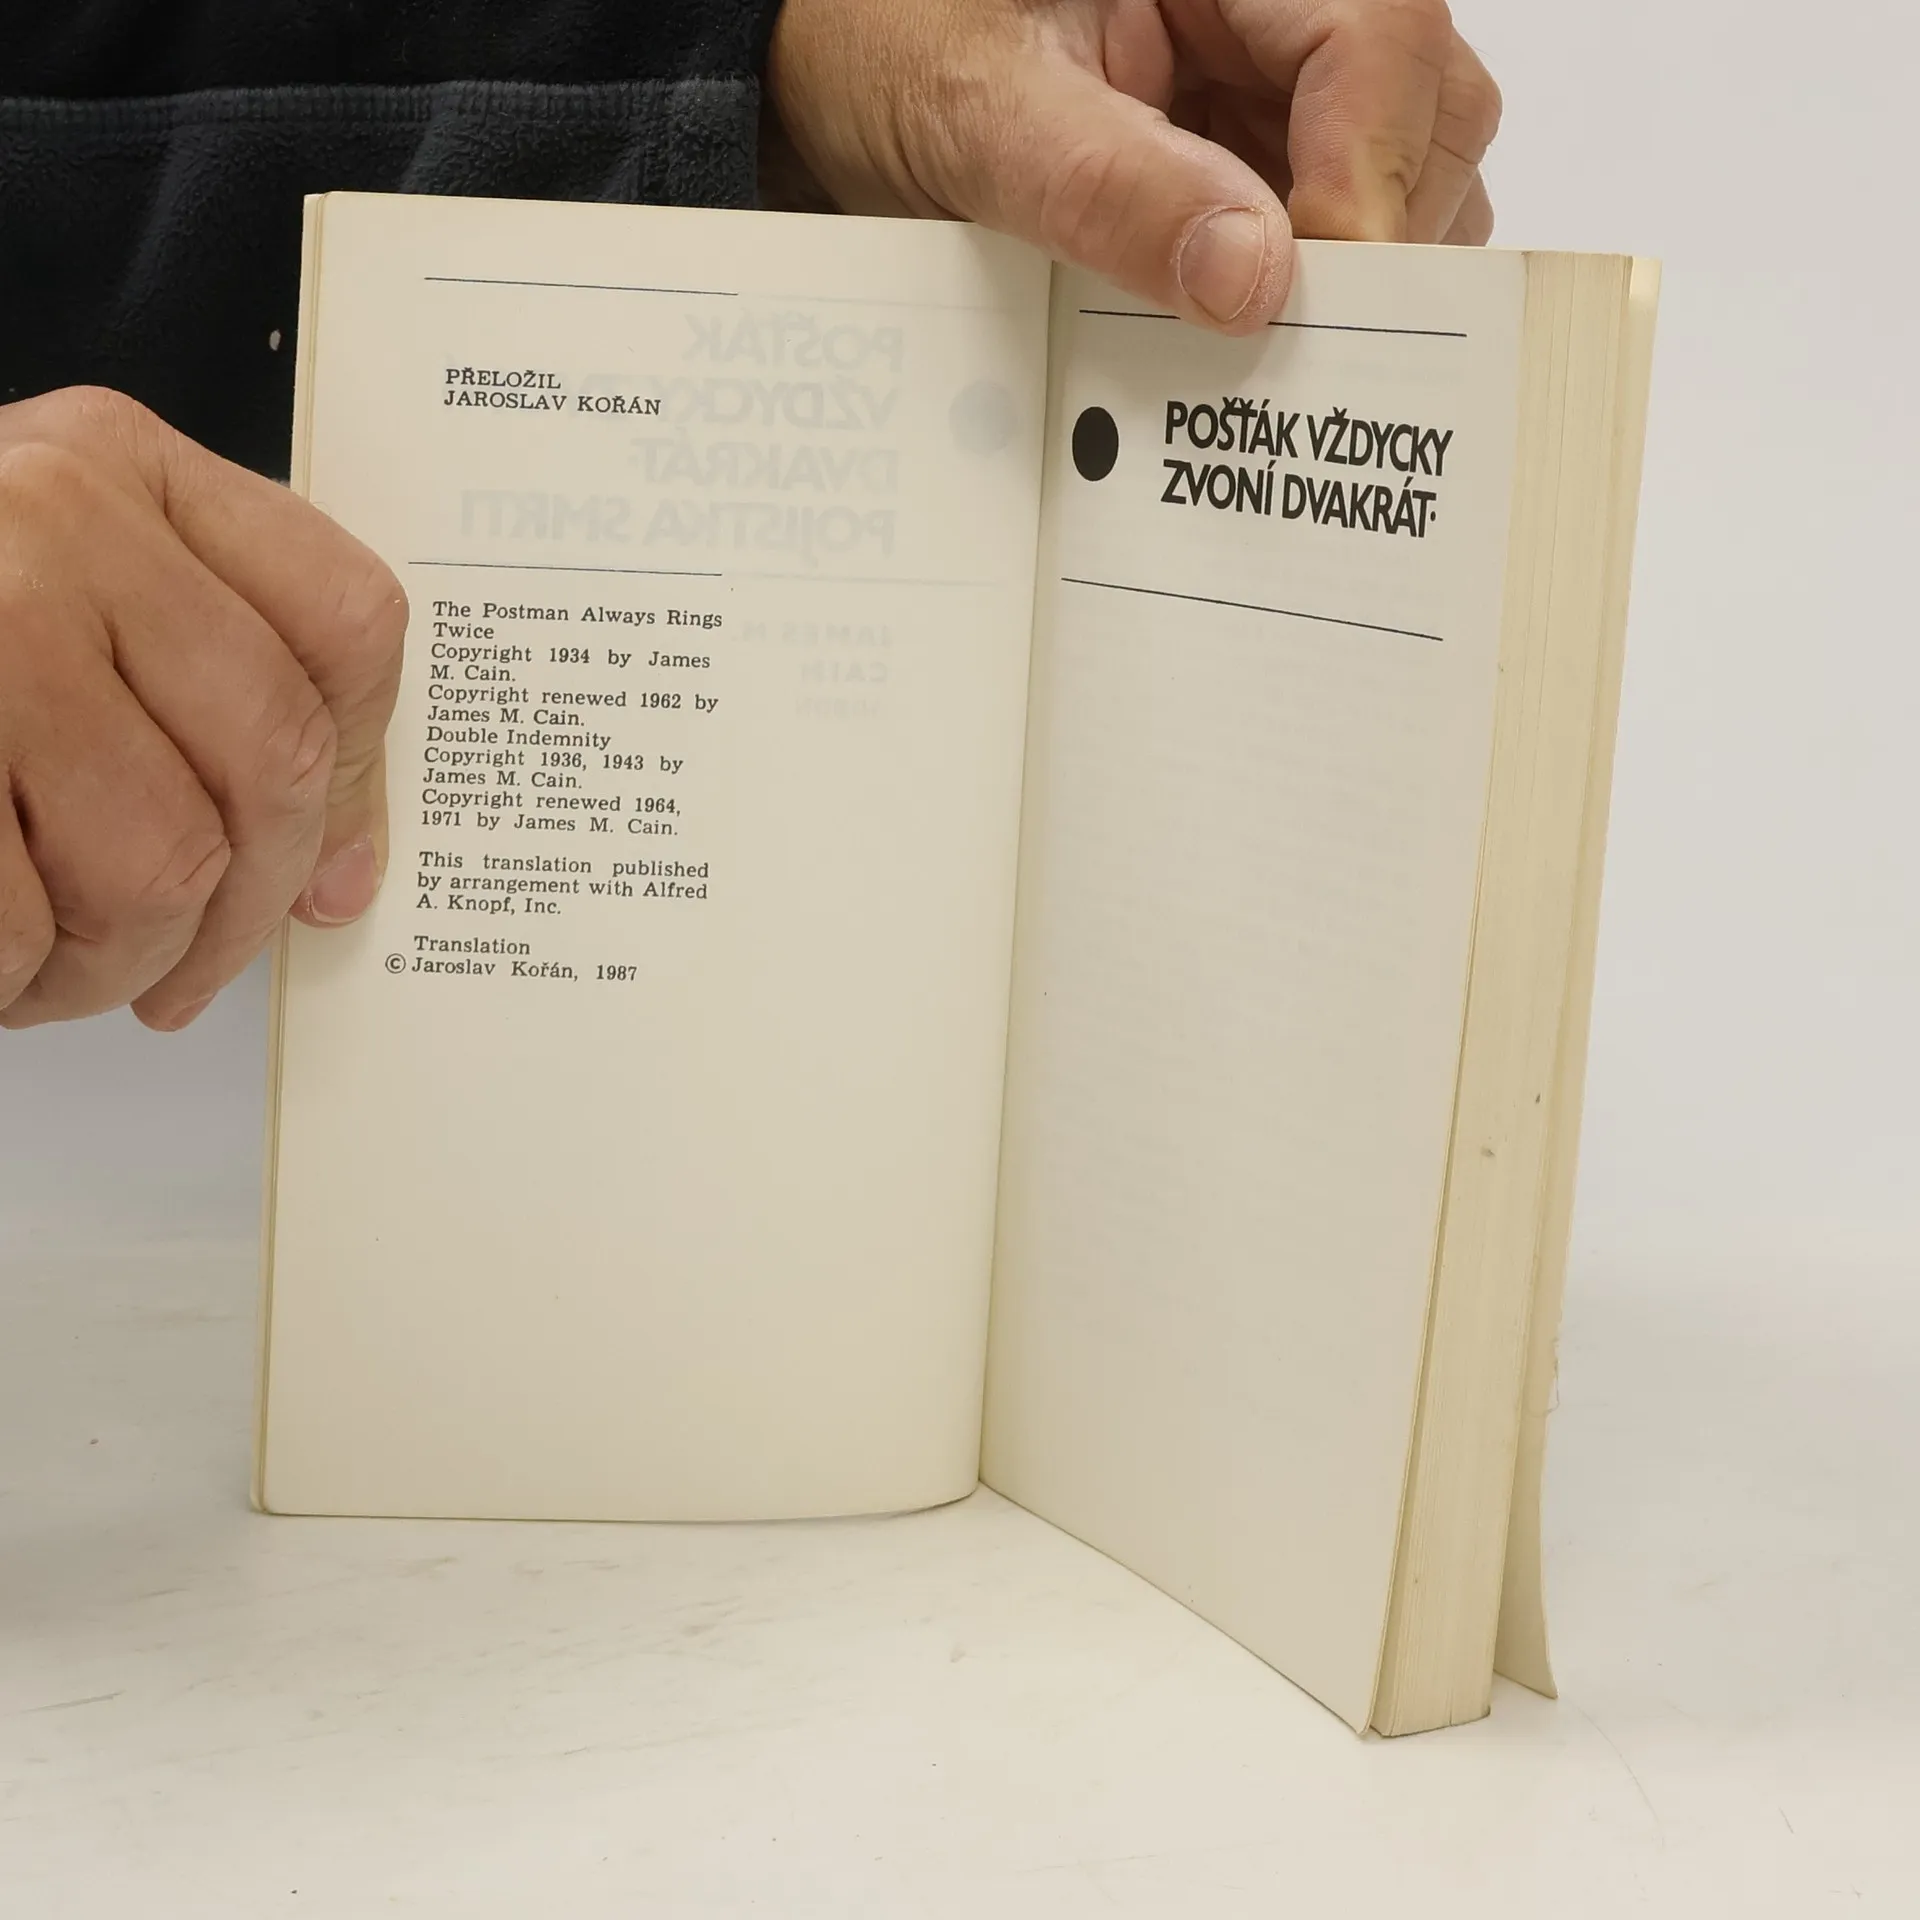 PŘELOŽIL
JAROSLAV KOŘÁN
The Postman Always Rings
Twice
Copyright 1934 by James
M. Cain.
Copyright renewed 1962 by
James M. Cain.
Double Indemnity
Copyright 1936, 1943 by
James M. Cain.
Copyright renewed 1964,
1971 by James M. Cain.
This translation published
by arrangement with Alfred
A. Knopf, Inc.
Translation
© Jaroslav Kořán, 1987
POŠŤÁK VŽDYCKY
ZVONÍ DVAKRÁT·